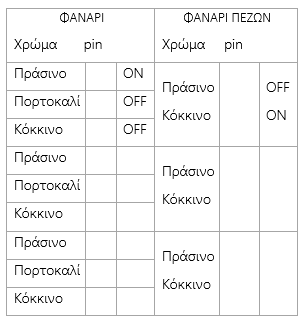 ΦΑΝΑΡΙ ΦΑΝΑΡΙ ΠΕΖΩΝ
Χρώμα pin Χρώμα pin
Πράσινο ON
Πορτοκαλί OFF
Κόκκινο OFF
Πράσινο OFF
Κόκκινο ON
Πράσινο
Πορτοκαλί
Κόκκινο
Πράσινο
Κόκκινο
Πράσινο
Πορτοκαλί
Κόκκινο
Πράσινο
Κόκκινο